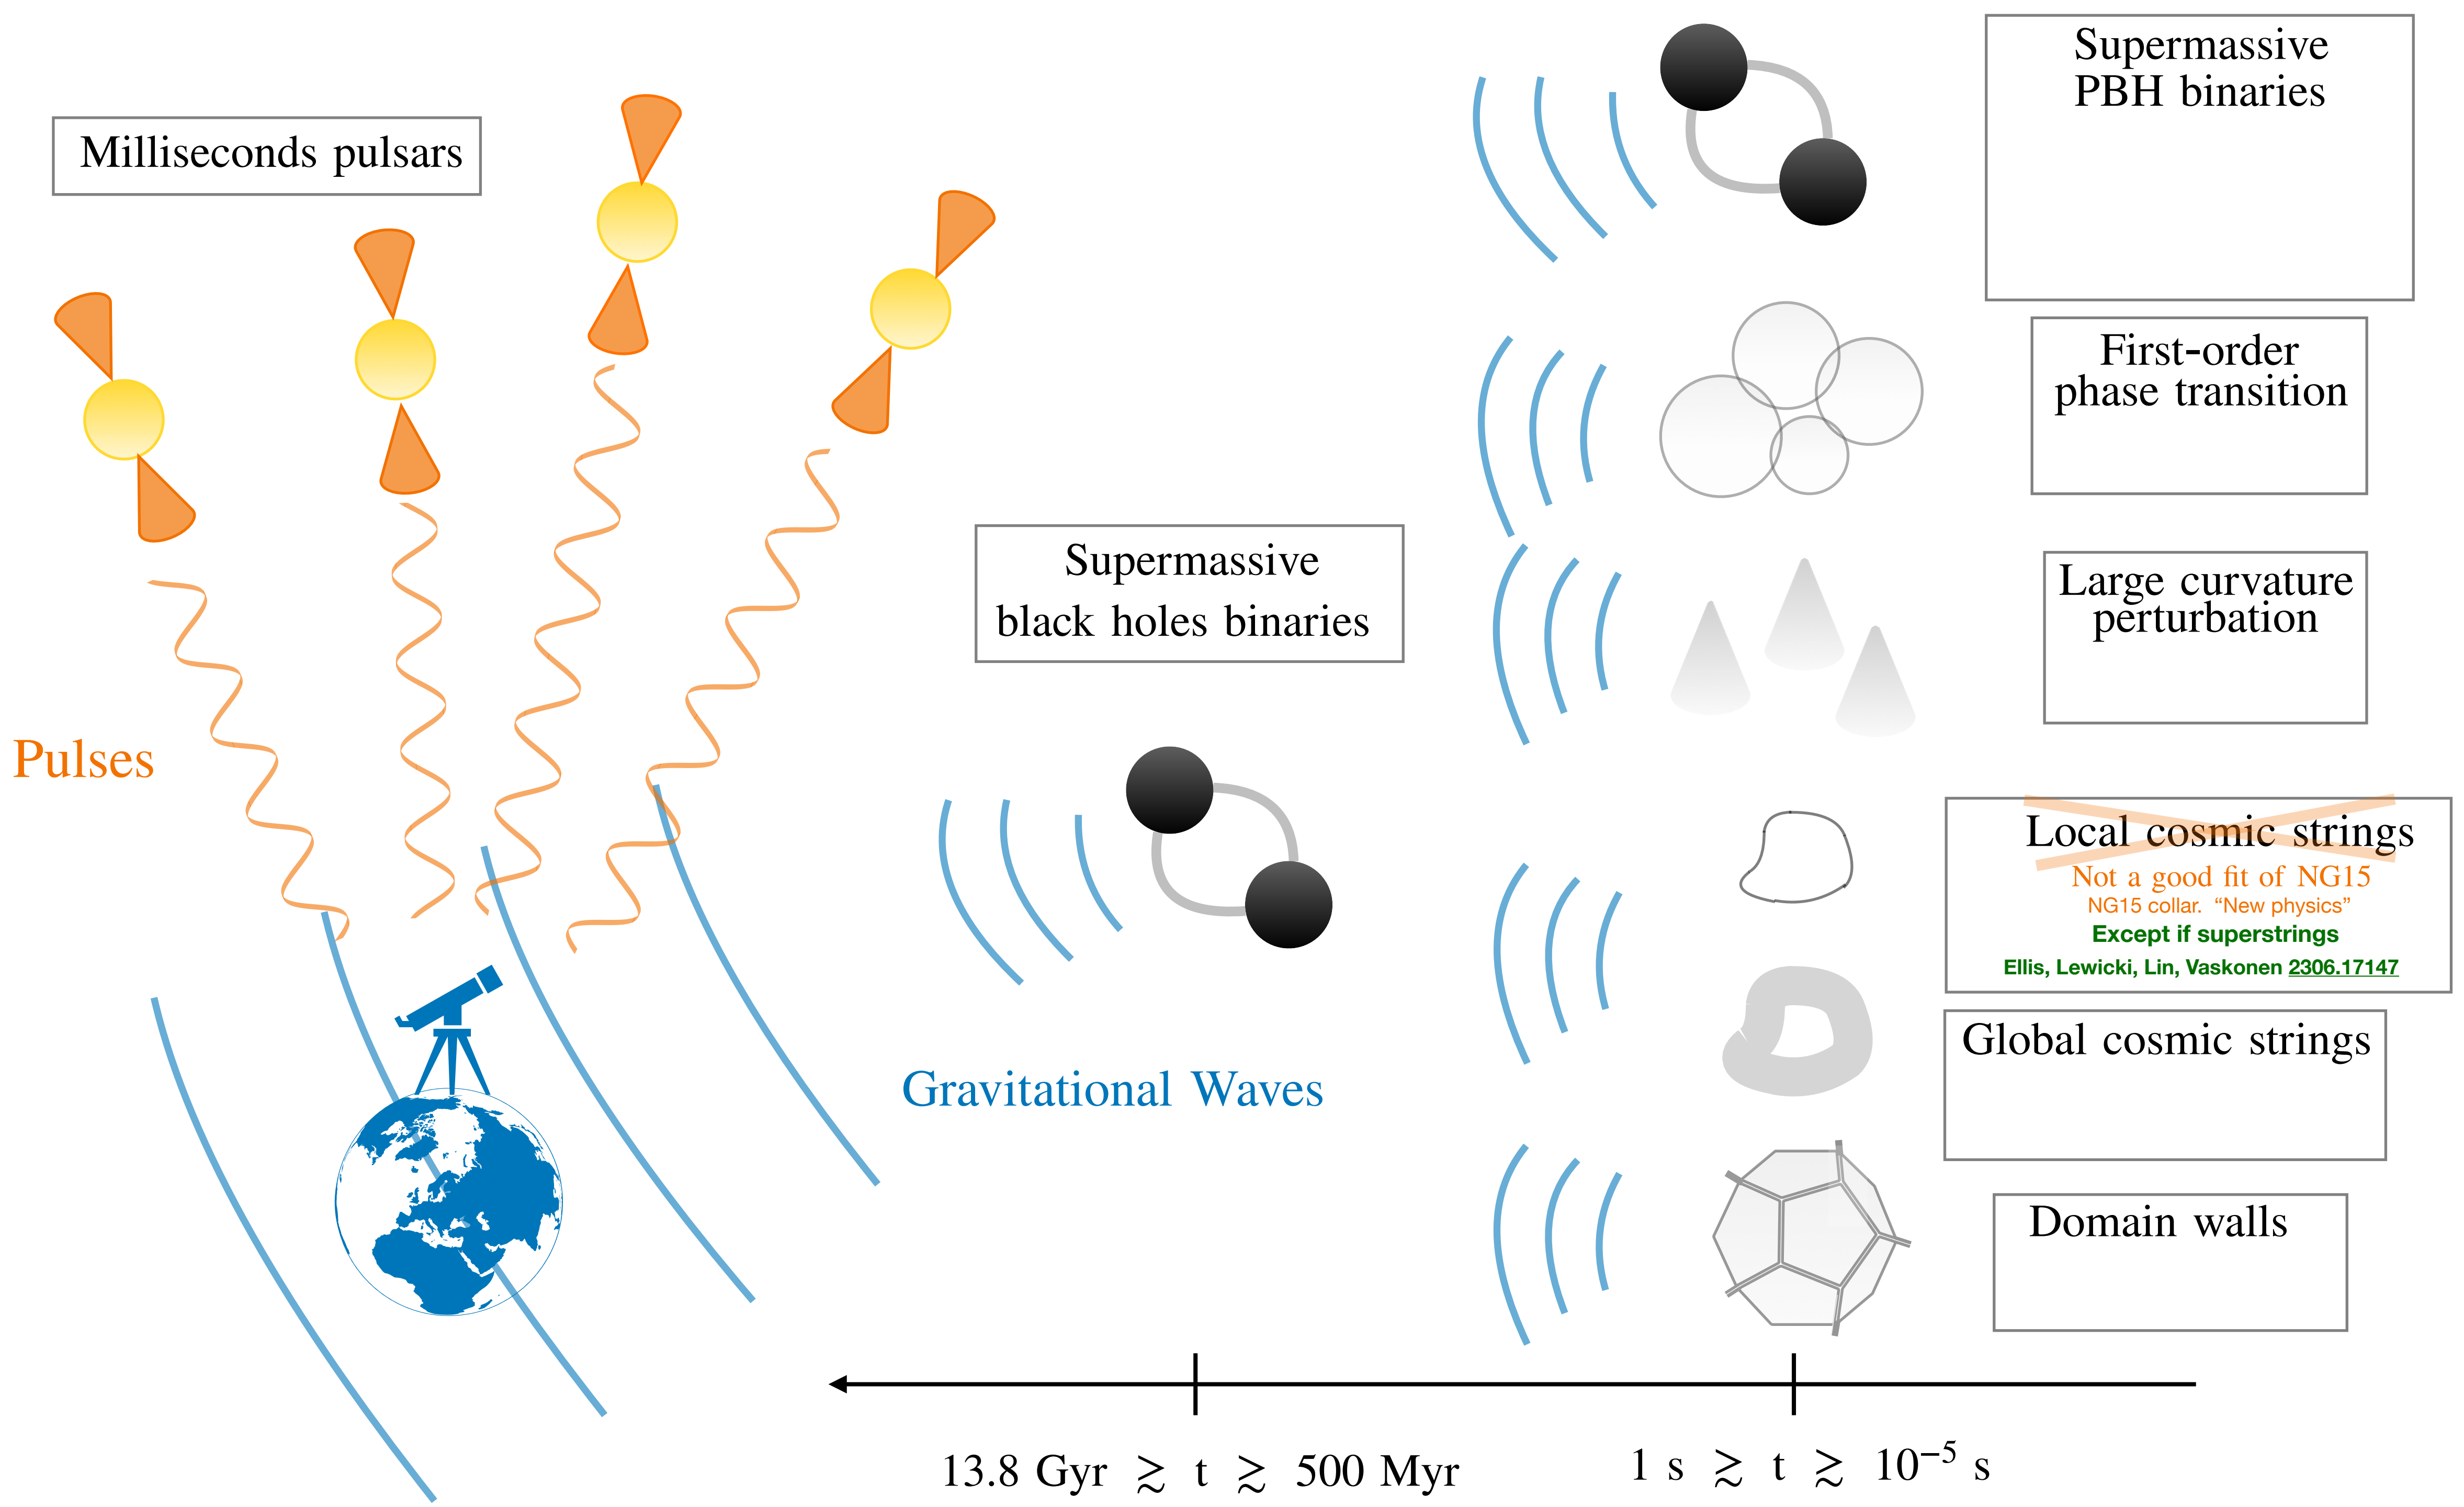 Milliseconds pulsars
Pulses
Supermassive
black holes binaries
Gravitational Waves
Supermassive
PBH binaries
First-order
phase transition
Large curvature
perturbation
Local cosmic strings
Not a good fit of NG15
NG15 collar. “New physics”
Except if superstrings
Ellis, Lewicki, Lin, Vaskonen 2306.17147
Global cosmic strings
Domain walls
13.8 Gyr ≳ t ≳ 500 Myr
1 s ≳ t ≳ 10⁻⁵ s